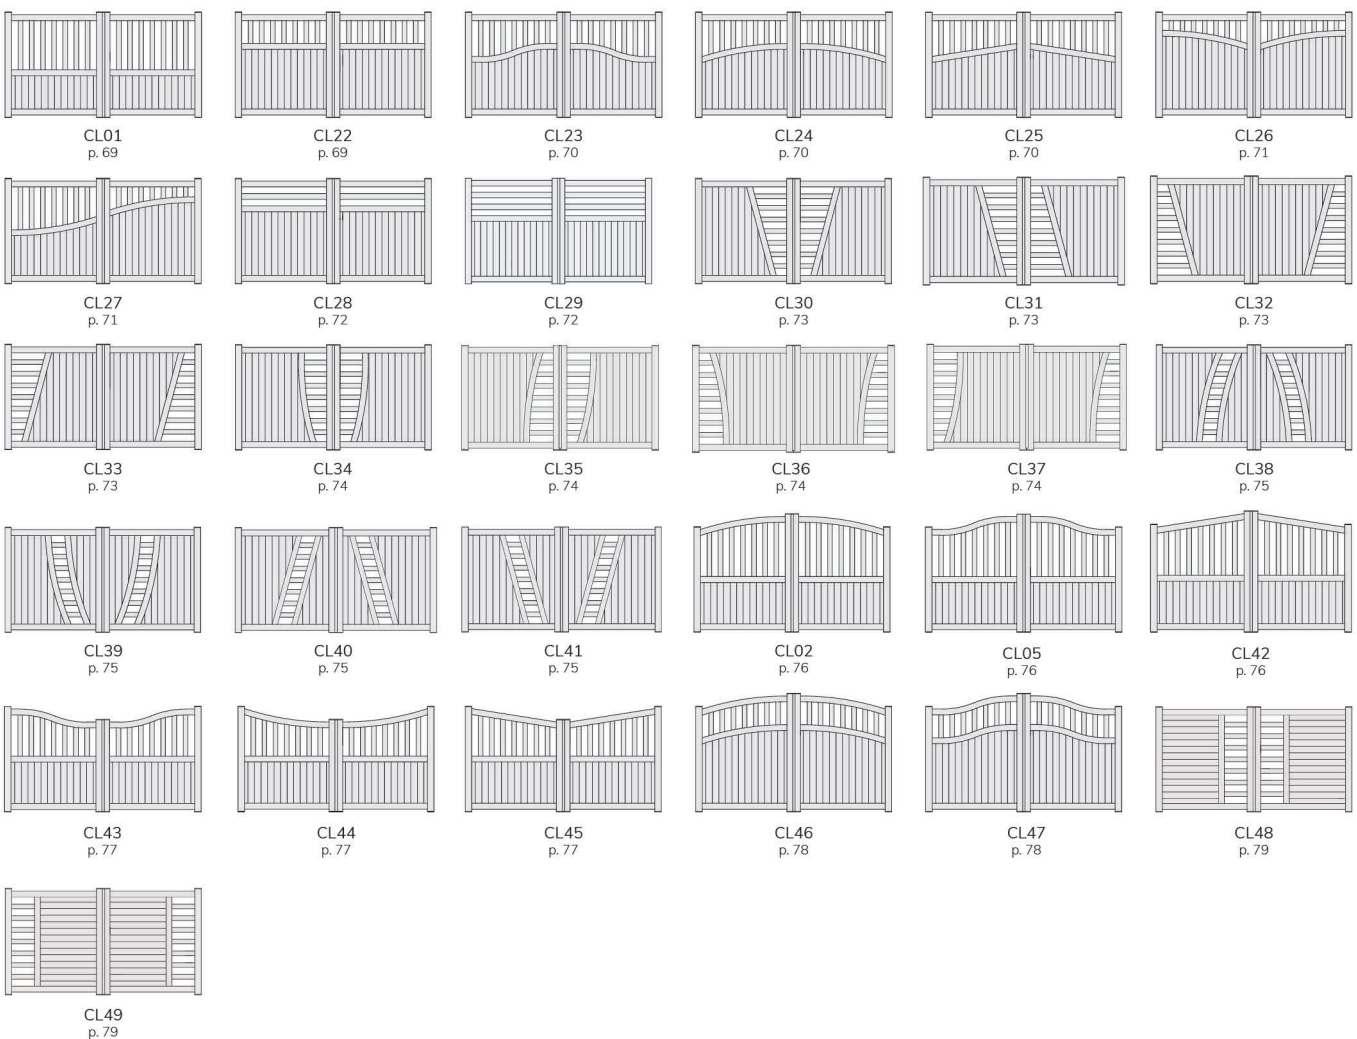 CL01
p. 69
CL22
p. 69
CL23
p. 70
CL24
p. 70
CL25
p. 70
CL26
p. 71
CL27
p. 71
CL28
p. 72
CL29
p. 72
CL30
p. 73
CL31
p. 73
CL32
p. 73
CL33
p. 73
CL34
p. 74
CL35
p. 74
CL36
p. 74
CL37
p. 74
CL38
p. 75
CL39
p. 75
CL40
p. 75
CL41
p. 75
CL02
p. 76
CL05
p. 76
CL42
p. 76
CL43
p. 77
CL44
p. 77
CL45
p. 77
CL46
p. 78
CL47
p. 78
CL48
p. 79
CL49
p. 79